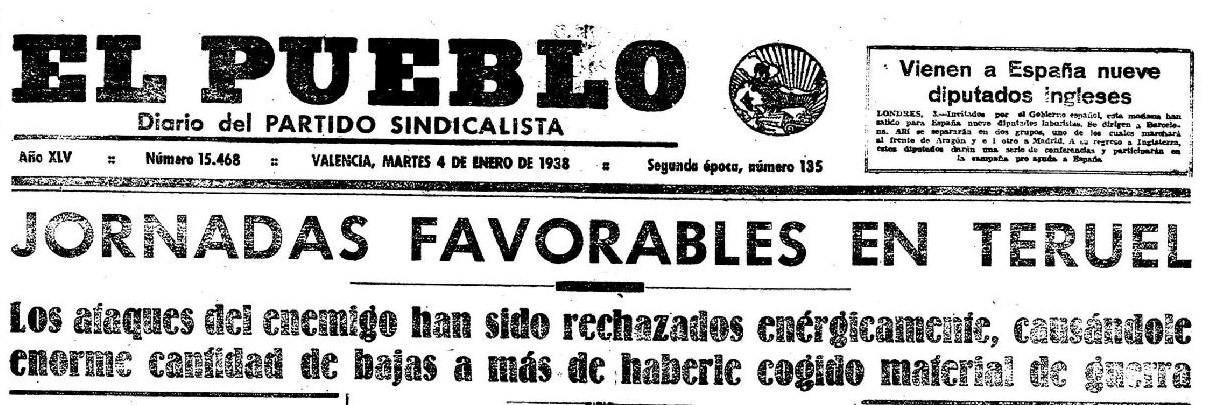 EL PUEBLO
Diario del PARTIDO SINDICALISTA
Año XLV :: Número 15.468 :: VALENCIA, MARTES 4 DE ENERO DE 1938 :: Segunda época, número 135
Vienen a España nueve
diputados ingleses
LONDRES, 3.—Invitados por el Gobierno español, esta mañana han
salido para España nueve diputados laboristas. Se dirigen a Barcelo-
na. Allí se separarán en dos grupos, uno de los cuales marchará
al frente de Aragón y el otro a Madrid. A su regreso a Inglaterra,
estos diputados darán una serie de conferencias y participarán en
la campaña pro ayuda a España
JORNADAS FAVORABLES EN TERUEL
Los ataques del enemigo han sido rechazados enérgicamente, causándole
enorme cantidad de bajas a más de haberle cogido material de guerra